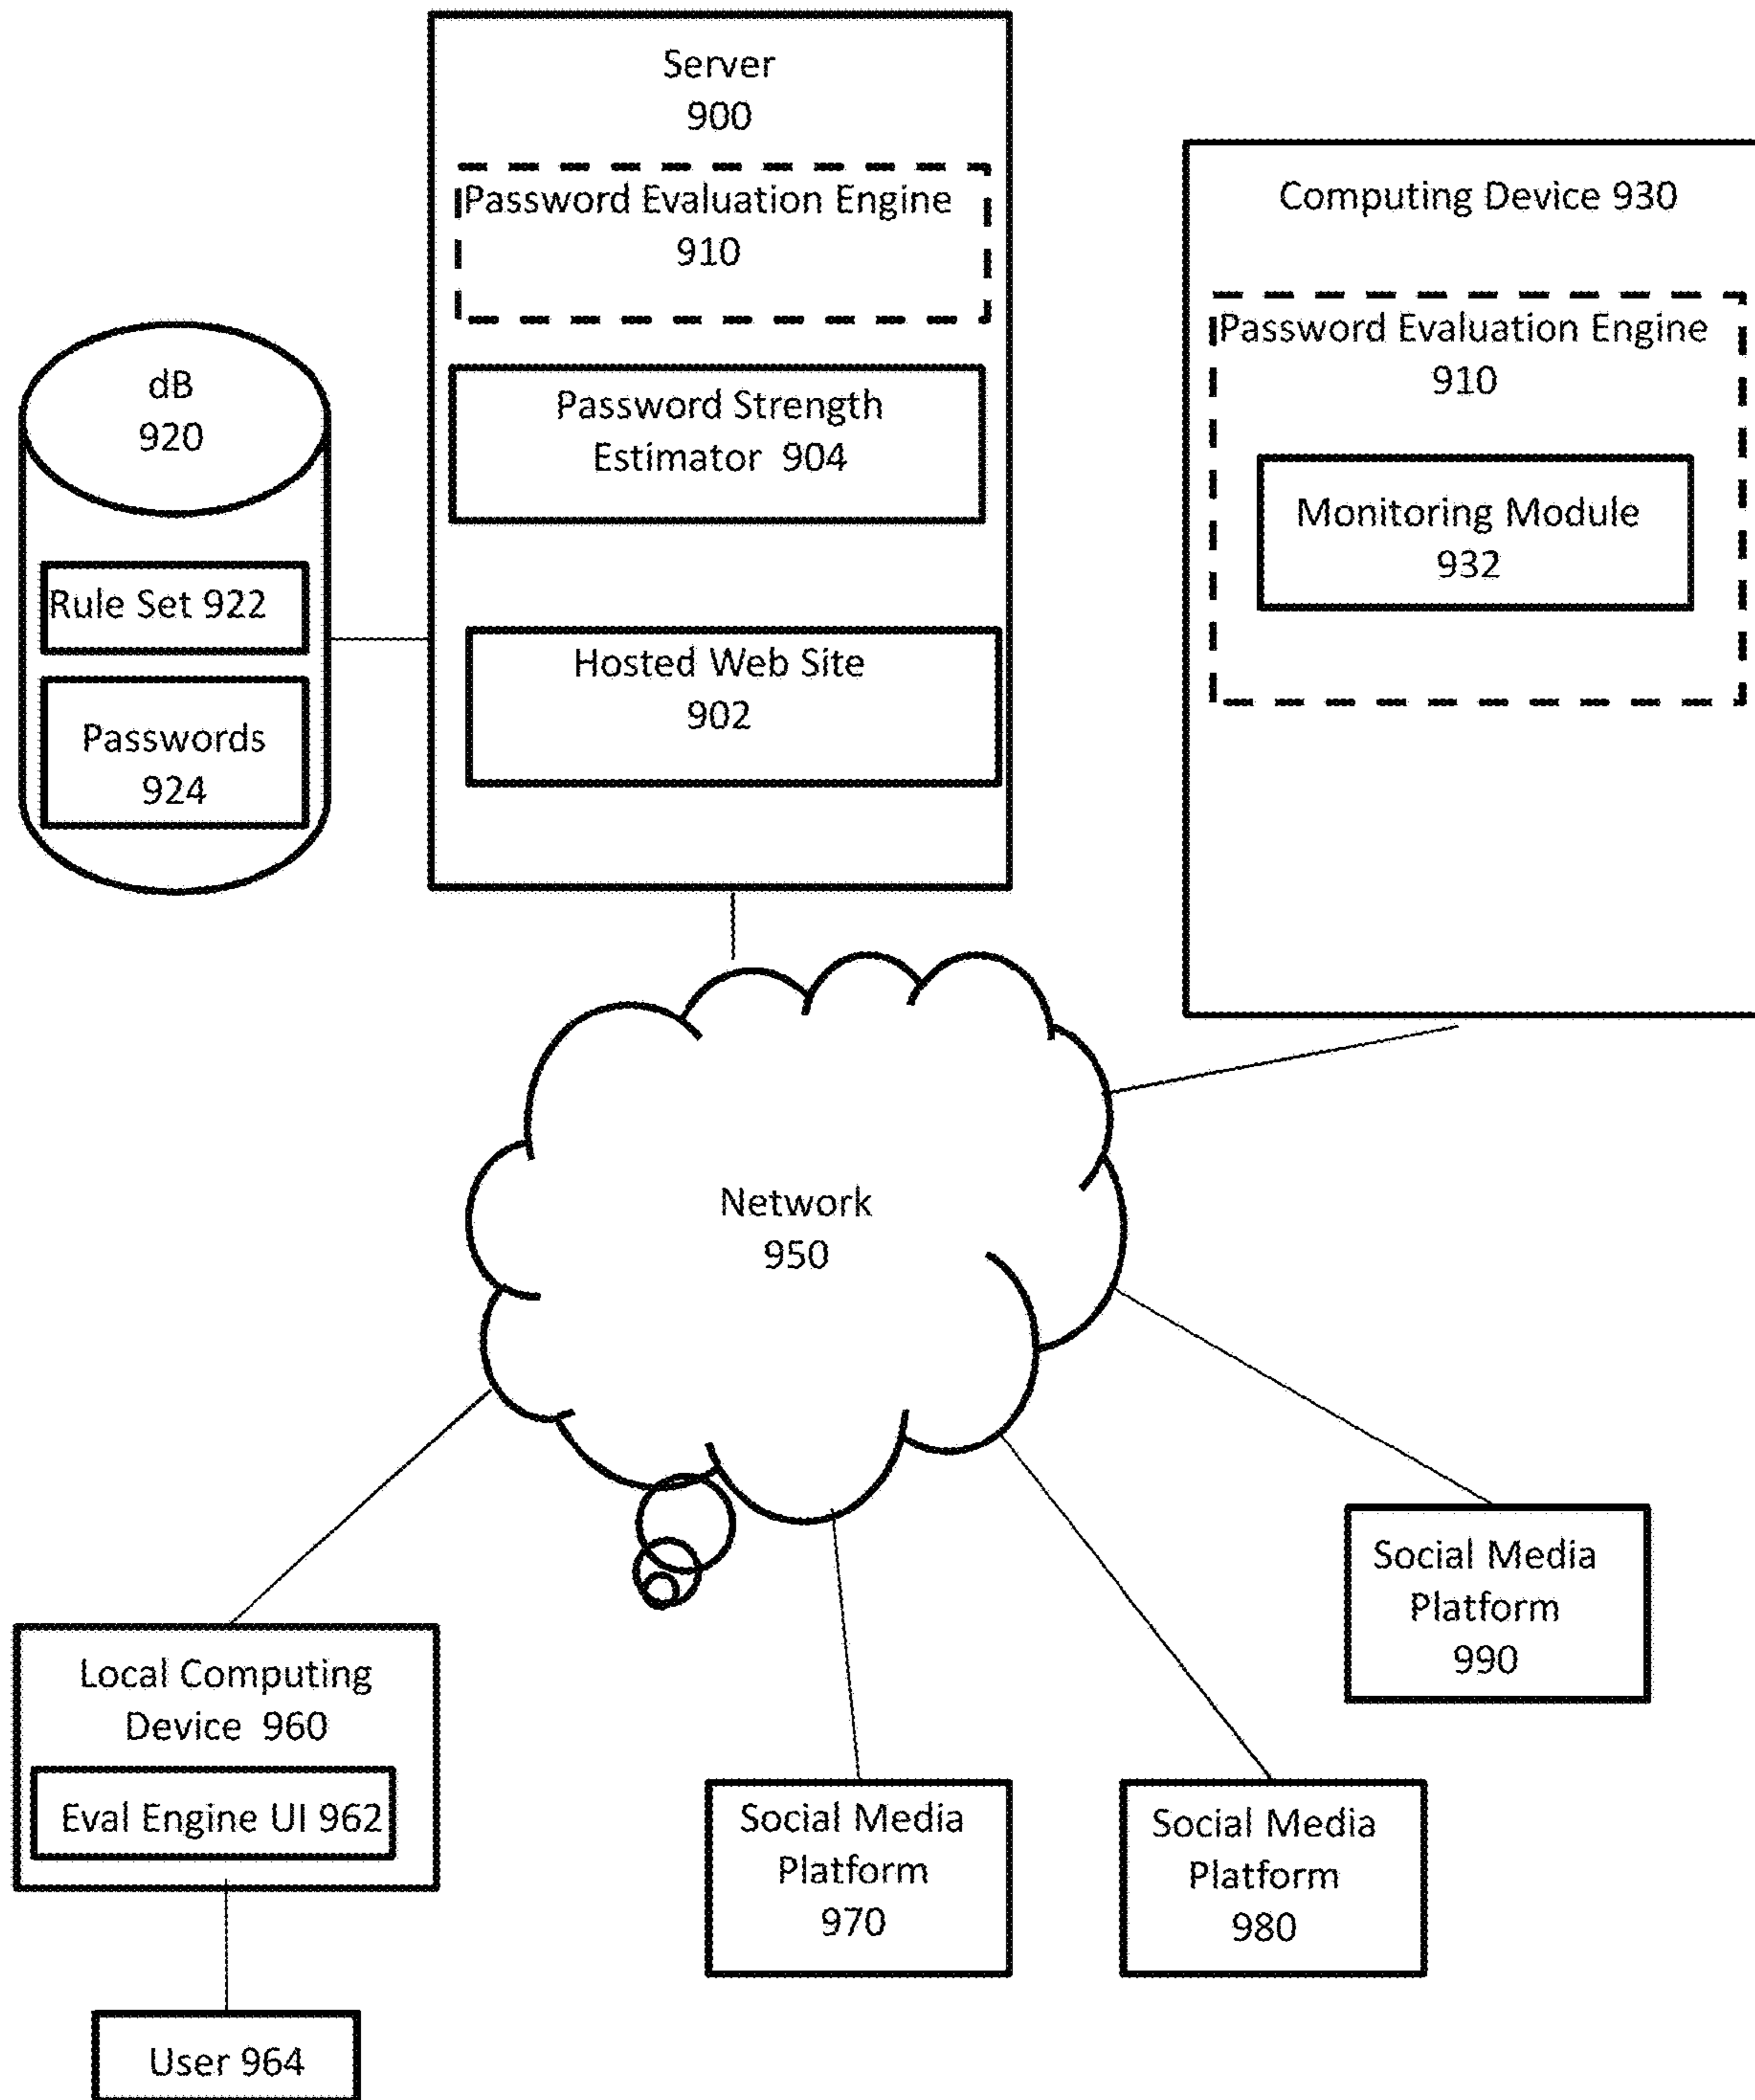 Server
900
Password Evaluation Engine
910
Password Strength
Estimator 904
Hosted Web Site
902
dB
920
Rule Set 922
Passwords
924
Computing Device 930
Password Evaluation Engine
910
Monitoring Module
932
Network
950
Local Computing
Device 960
Eval Engine UI 962
User 964
Social Media
Platform
970
Social Media
Platform
980
Social Media
Platform
990